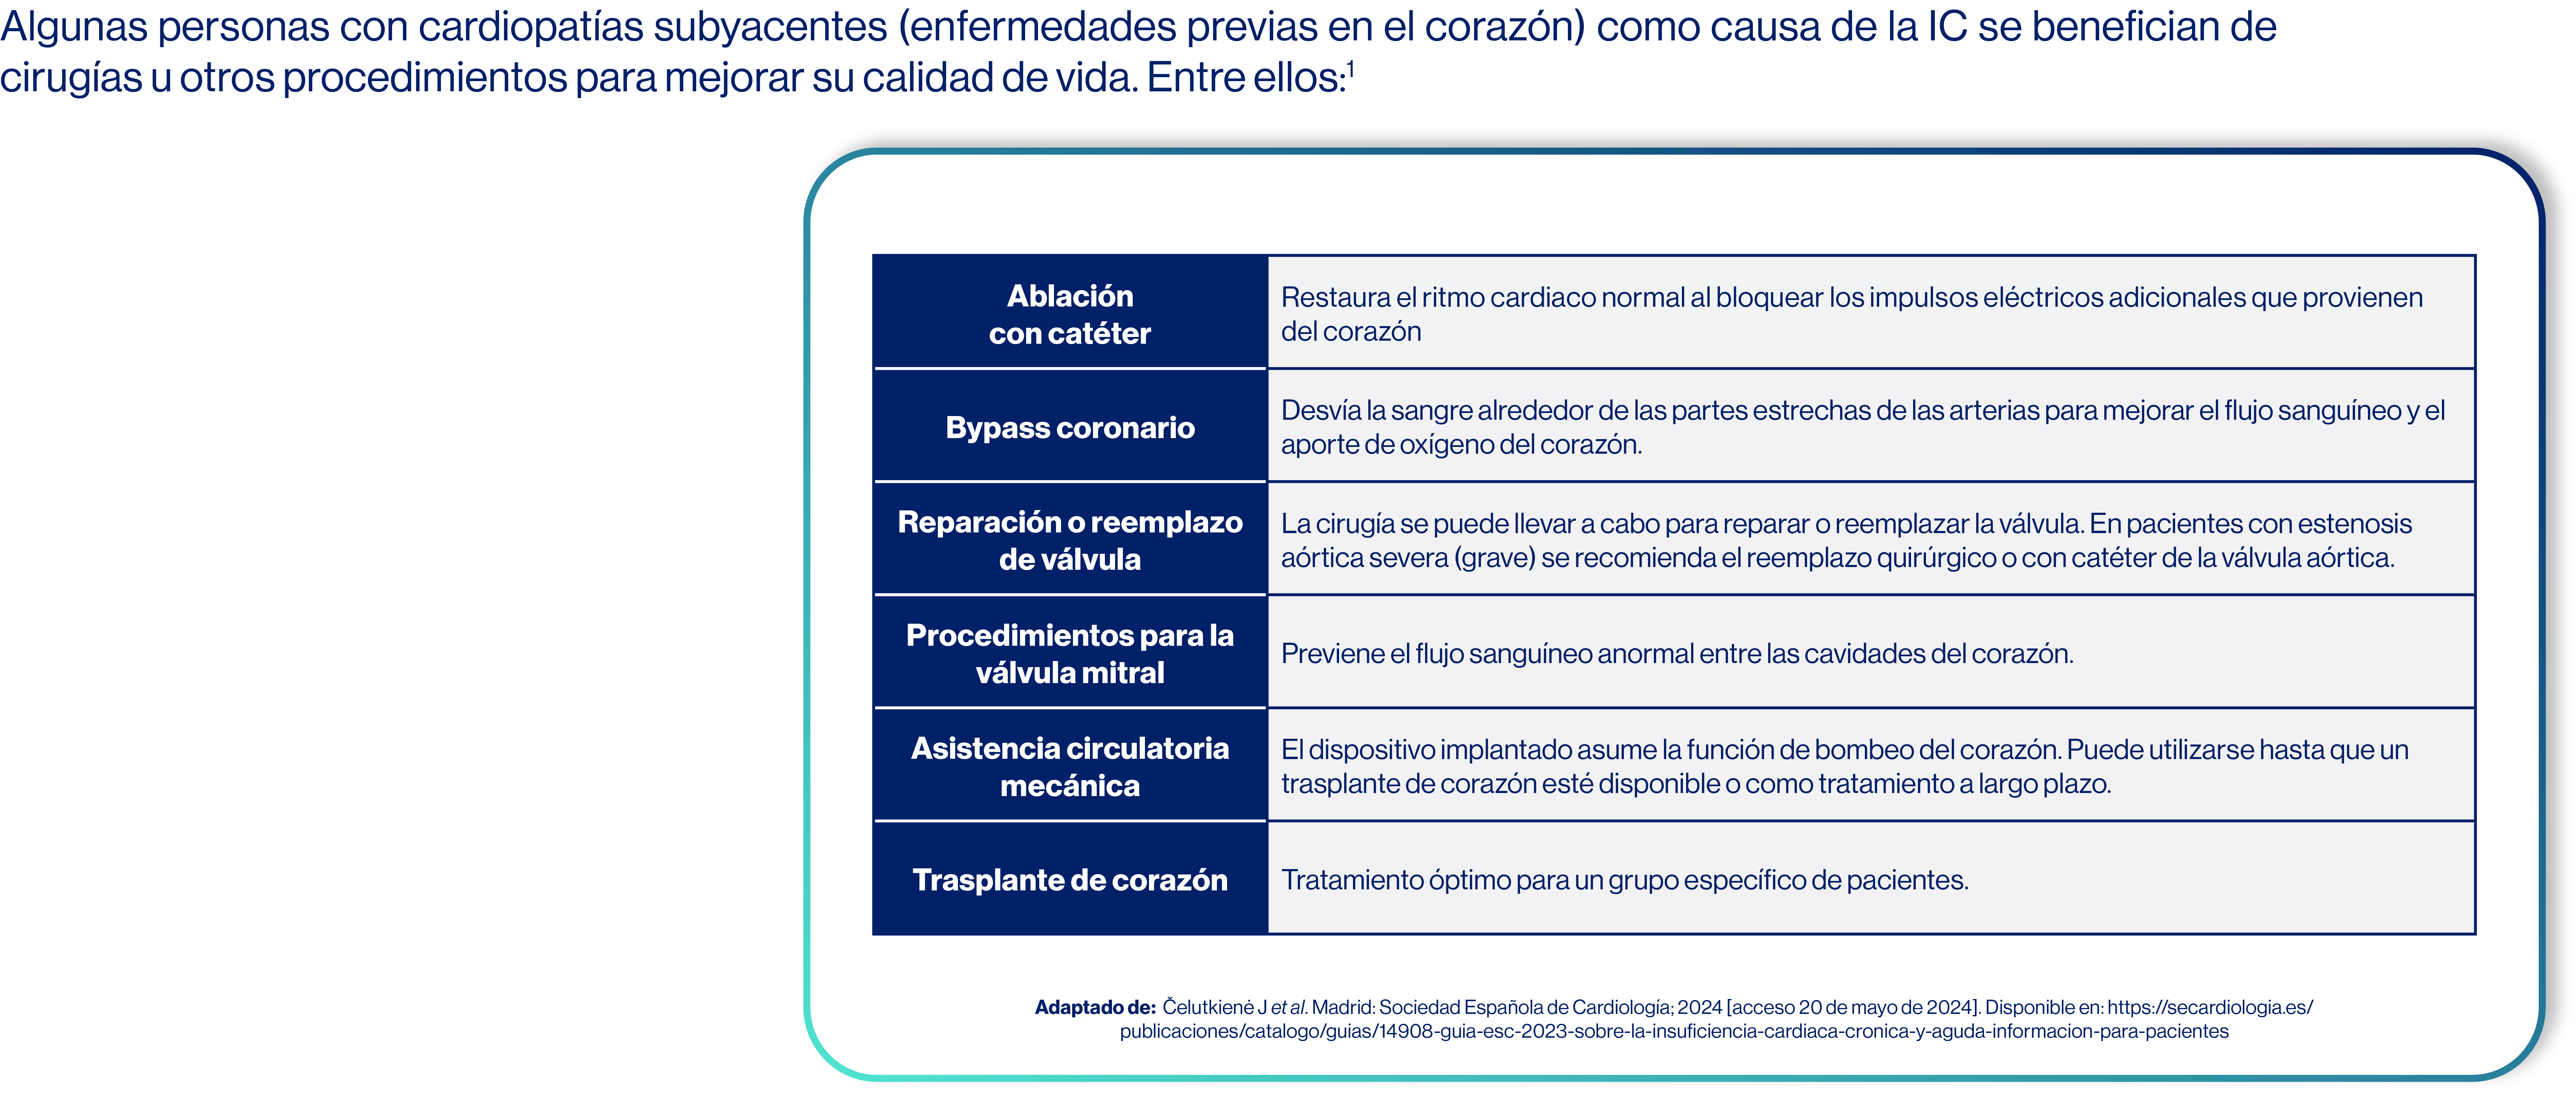 Algunas personas con cardiopatías subyacentes (enfermedades previas en el corazón) como causa de la IC se benefician de
cirugías u otros procedimientos para mejorar su calidad de vida. Entre ellos:¹
Ablación
con catéter
Restaura el ritmo cardiaco normal al bloquear los impulsos eléctricos adicionales que provienen
del corazón
Bypass coronario
Desvía la sangre alrededor de las partes estrechas de las arterias para mejorar el flujo sanguíneo y el
aporte de oxígeno del corazón.
Reparación o reemplazo
de válvula
La cirugía se puede llevar a cabo para reparar o reemplazar la válvula. En pacientes con estenosis
aórtica severa (grave) se recomienda el reemplazo quirúrgico o con catéter de la válvula aórtica.
Procedimientos para la
válvula mitral
Previene el flujo sanguíneo anormal entre las cavidades del corazón.
Asistencia circulatoria
mecánica
El dispositivo implantado asume la función de bombeo del corazón. Puede utilizarse hasta que un
trasplante de corazón esté disponible o como tratamiento a largo plazo.
Trasplante de corazón
Tratamiento óptimo para un grupo específico de pacientes.
Adaptado de: Čelutkienė J et al. Madrid: Sociedad Española de Cardiología; 2024 [acceso 20 de mayo de 2024]. Disponible en: https://secardiologia.es/
publicaciones/catalogo/guias/14908-guia-esc-2023-sobre-la-insuficiencia-cardiaca-cronica-y-aguda-informacion-para-pacientes